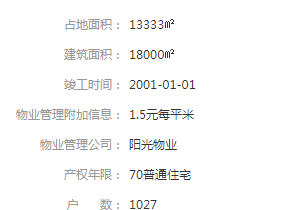 占地面积： 13333㎡
建筑面积： 18000㎡
竣工时间： 2001-01-01
物业管理附加信息： 1.5元每平米
物业管理公司： 阳光物业
产权年限： 70普通住宅
户　　数： 1027